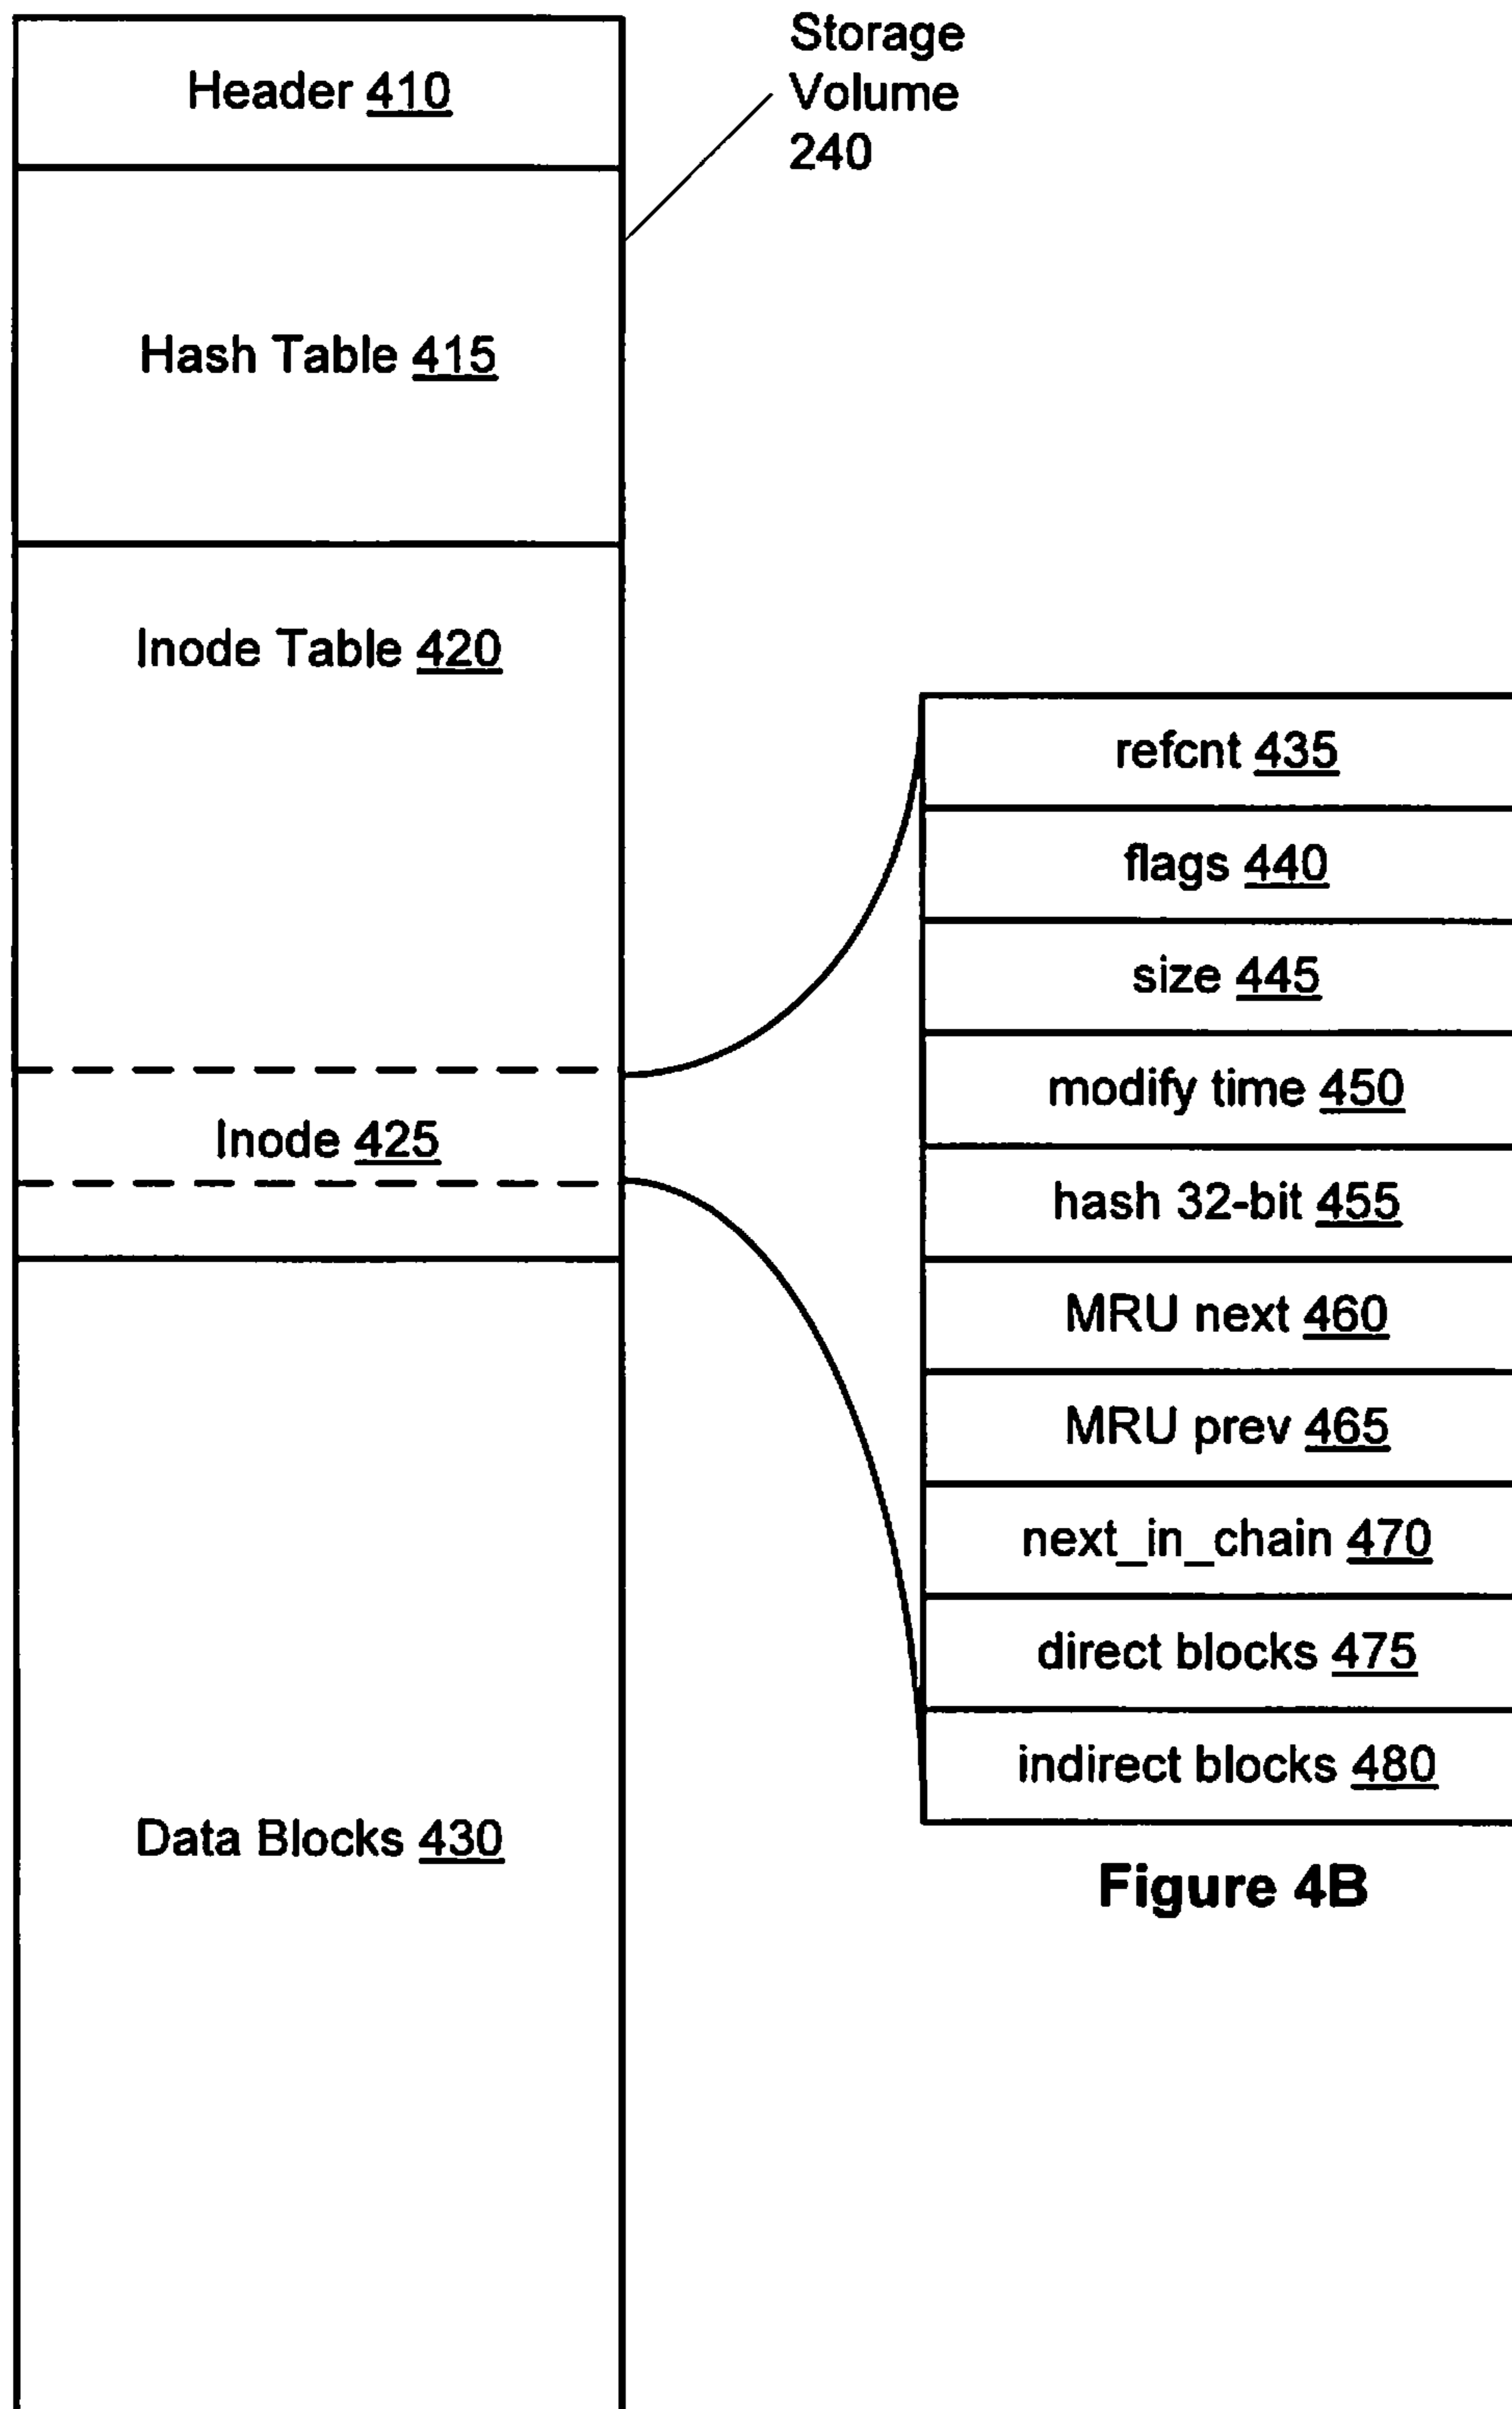 Header 410
Storage
Volume
240
Hash Table 415
Inode Table 420
Inode 425
Data Blocks 430
refcnt 435
flags 440
size 445
modify time 450
hash 32-bit 455
MRU next 460
MRU prev 465
next_in_chain 470
direct blocks 475
indirect blocks 480
Figure 4B